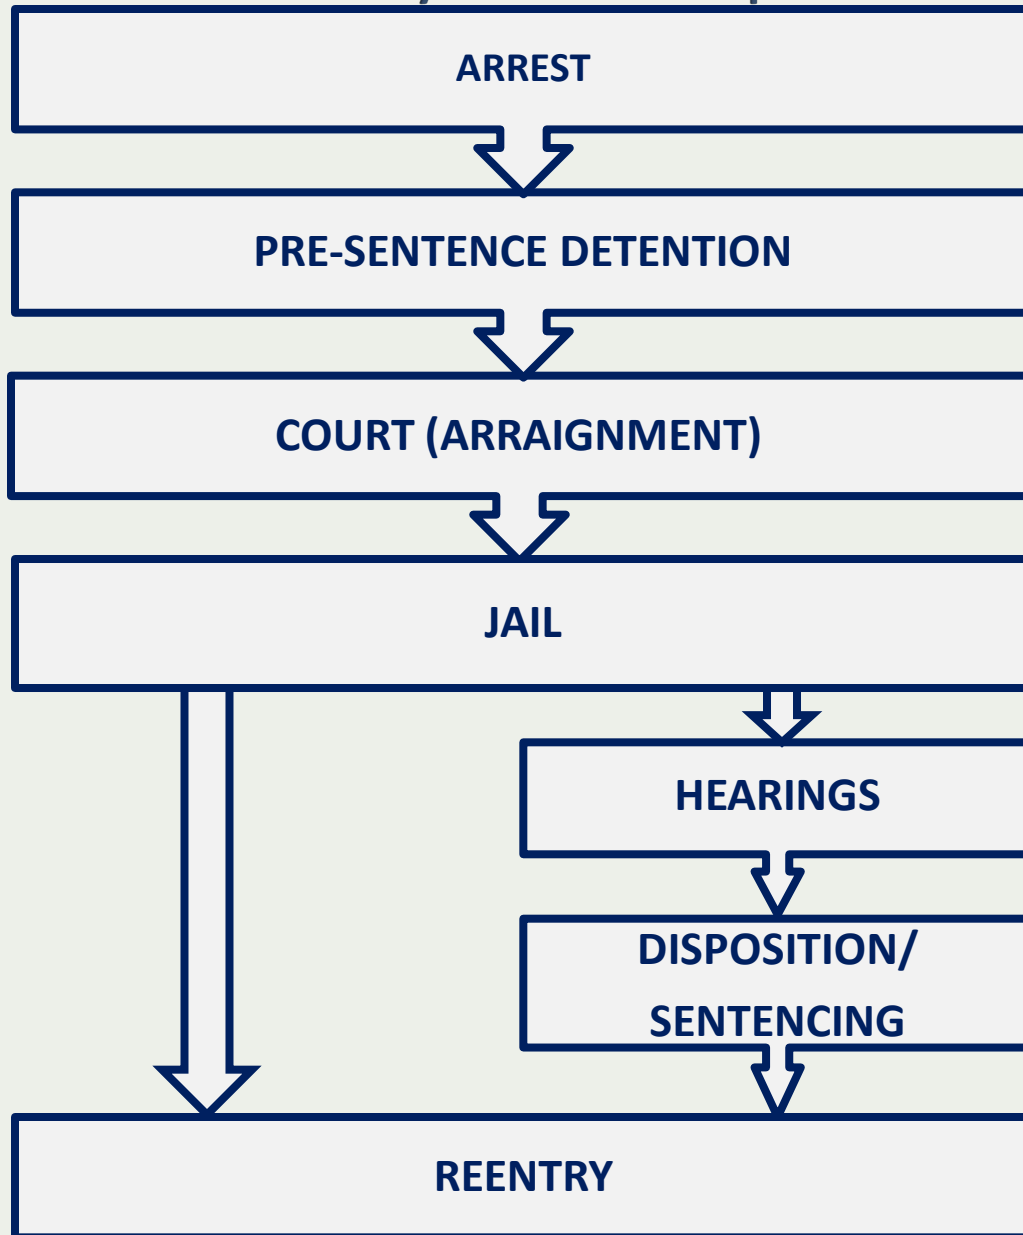 ARREST
PRE-SENTENCE DETENTION
COURT (ARRAIGNMENT)
JAIL
HEARINGS
DISPOSITION/
SENTENCING
REENTRY